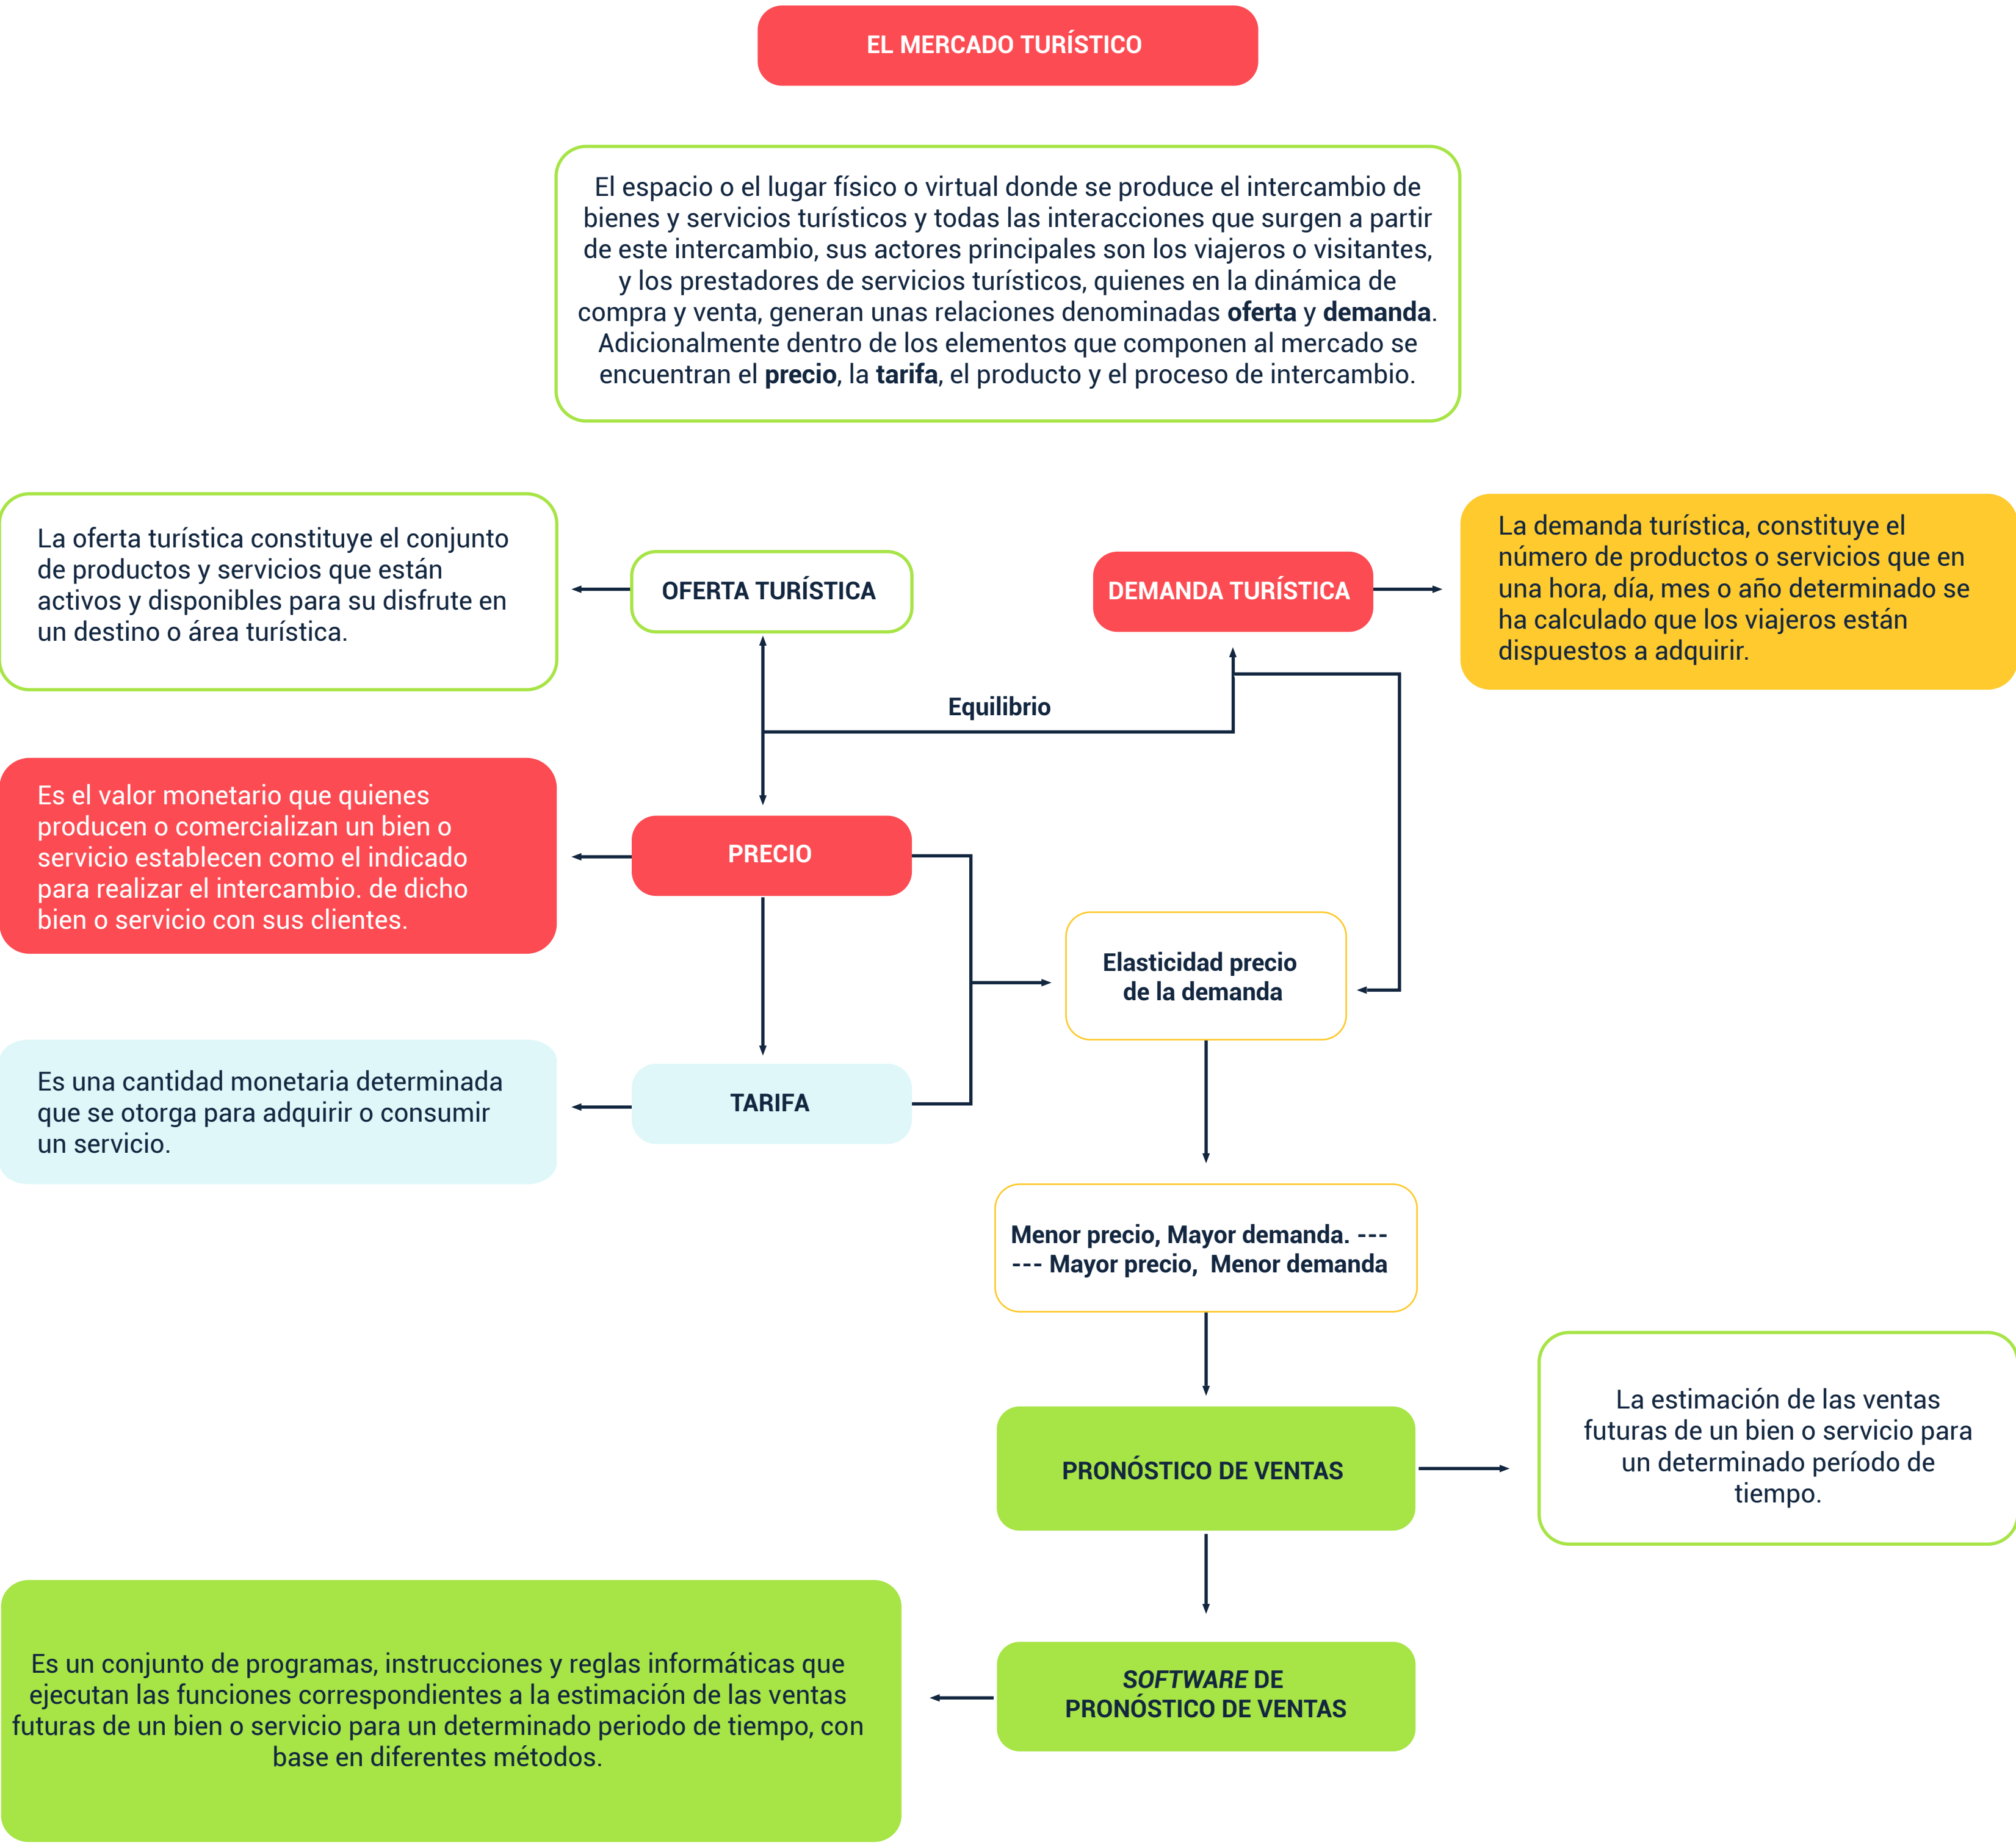 EL MERCADO TURÍSTICO
El espacio o el lugar físico o virtual donde se produce el intercambio de
bienes y servicios turísticos y todas las interacciones que surgen a partir
de este intercambio, sus actores principales son los viajeros o visitantes,
y los prestadores de servicios turísticos, quienes en la dinámica de
compra y venta, generan unas relaciones denominadas oferta y demanda.
Adicionalmente dentro de los elementos que componen al mercado se
encuentran el precio, la tarifa, el producto y el proceso de intercambio.
La oferta turística constituye el conjunto
de productos y servicios que están
activos y disponibles para su disfrute en
un destino o área turística.
OFERTA TURÍSTICA
DEMANDA TURÍSTICA
La demanda turística, constituye el
número de productos o servicios que en
una hora, día, mes o año determinado se
ha calculado que los viajeros están
dispuestos a adquirir.
Equilibrio
Es el valor monetario que quienes
producen o comercializan un bien o
servicio establecen como el indicado
para realizar el intercambio. de dicho
bien o servicio con sus clientes.
PRECIO
Elasticidad precio
de la demanda
Es una cantidad monetaria determinada
que se otorga para adquirir o consumir
un servicio.
TARIFA
Menor precio, Mayor demanda. ---
--- Mayor precio,  Menor demanda
PRONÓSTICO DE VENTAS
La estimación de las ventas
futuras de un bien o servicio para
un determinado período de
tiempo.
Es un conjunto de programas, instrucciones y reglas informáticas que
ejecutan las funciones correspondientes a la estimación de las ventas
futuras de un bien o servicio para un determinado periodo de tiempo, con
base en diferentes métodos.
SOFTWARE DE
PRONÓSTICO DE VENTAS